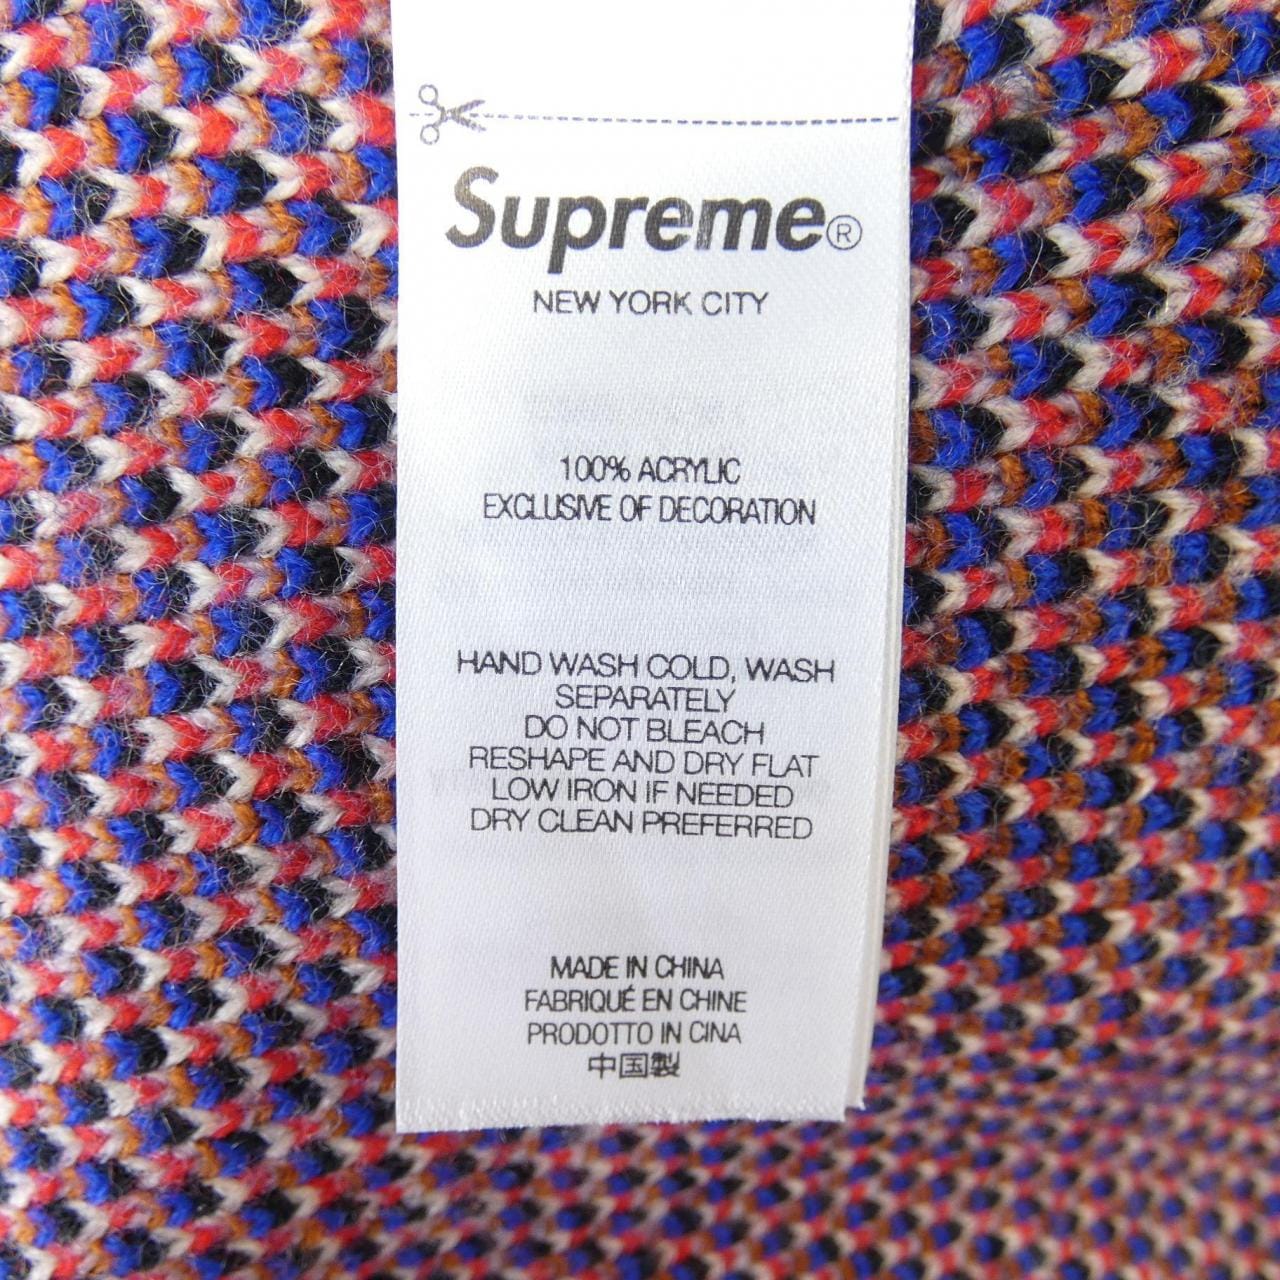 Supreme®
NEW YORK CITY
100% ACRYLIC
EXCLUSIVE OF DECORATION
HAND WASH COLD, WASH
SEPARATELY
DO NOT BLEACH
RESHAPE AND DRY FLAT
LOW IRON IF NEEDED
DRY CLEAN PREFERRED
MADE IN CHINA
FABRIQUÉ EN CHINE
PRODOTTO IN CINA
中国製